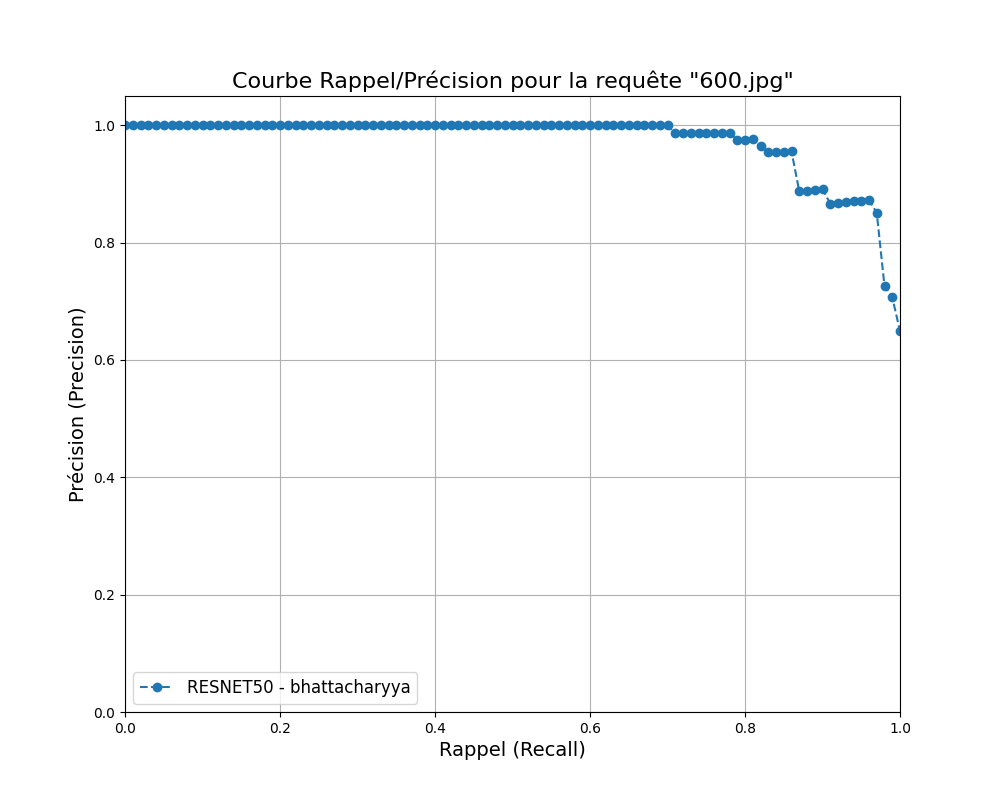 Courbe Rappel/Précision pour la requête "600.jpg"
1.0
0.8
0.6
0.4
0.2
0.0
Précision (Precision)
RESNET50 - bhattacharyya
0.0 0.2 0.4 0.6 0.8 1.0
Rappel (Recall)